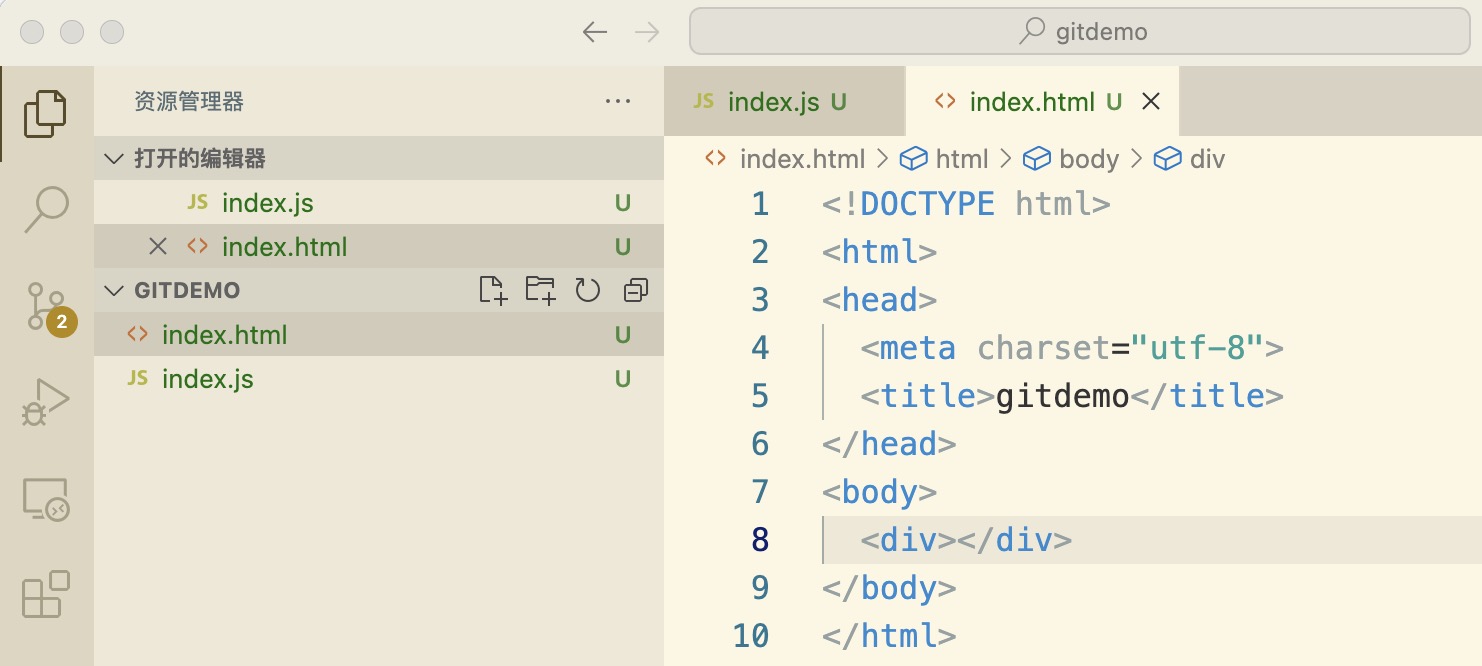 gitdemo
资源管理器
打开的编辑器
JS index.js U
<> index.html U
GITDEMO
<> index.html U
JS index.js U
2
JS index.js U
<> index.html U
<> index.html > html > body > div
1 <!DOCTYPE html>
2 <html>
3 <head>
4   <meta charset="utf-8">
5   <title>gitdemo</title>
6 </head>
7 <body>
8   <div></div>
9 </body>
10 </html>